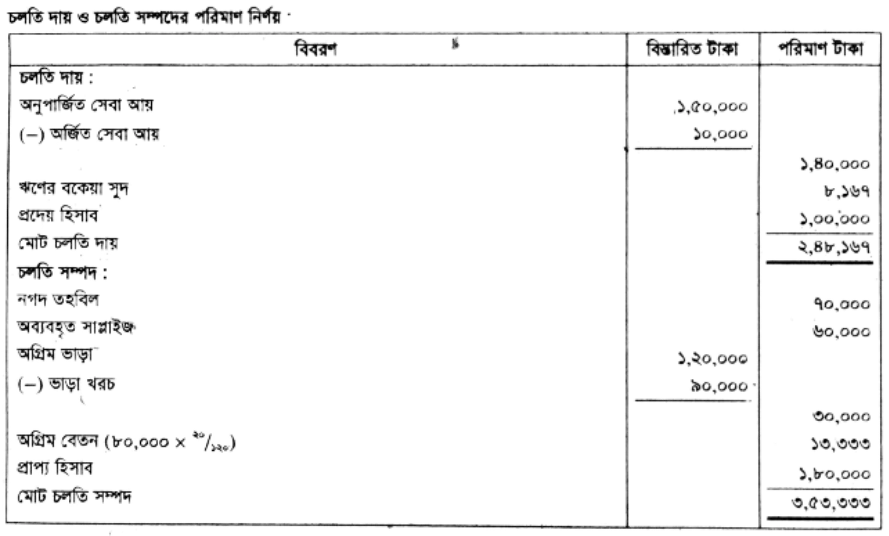 চলতি দায় ও চলতি সম্পদের পরিমাণ নির্ণয়
বিবরণ বিস্তারিত টাকা পরিমাণ টাকা
চলতি দায় :
অনুপার্জিত সেবা আয় ১,৫০,০০০
(−) অর্জিত সেবা আয় ১০,০০০
১,৪০,০০০
ঋণের বকেয়া সুদ ৮,১৬৭
প্রদেয় হিসাব ১,০০,০০০
মোট চলতি দায় ২,৪৮,১৬৭
চলতি সম্পদ :
নগদ তহবিল ৭০,০০০
অব্যবহৃত সাপ্লাইজ ৬০,০০০
অগ্রিম ভাড়া ১,২০,০০০
(−) ভাড়া খরচ ৯০,০০০
৩০,০০০
অগ্রিম বেতন (৮০,০০০ × ২০/১২০) ১৩,৩৩৩
প্রাপ্য হিসাব ১,৮০,০০০
মোট চলতি সম্পদ ৩,৫৩,৩৩৩